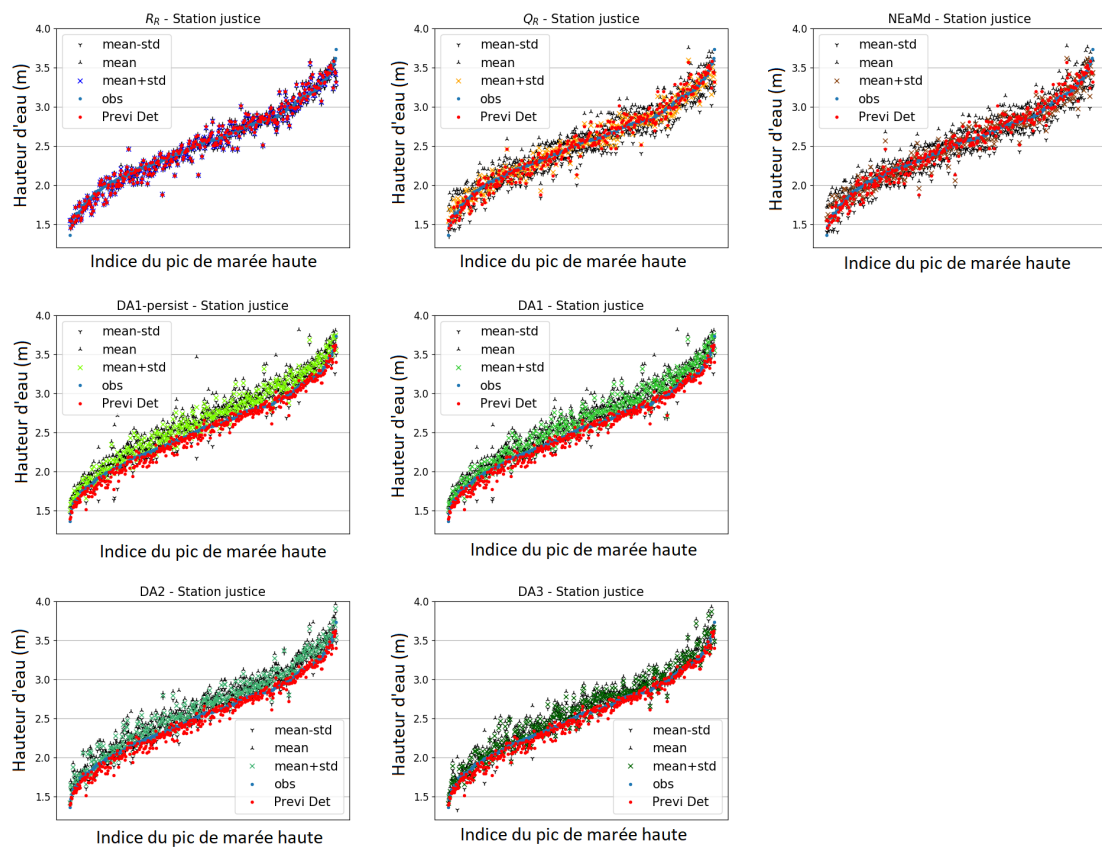 R_R - Station justice
Hauteur d'eau (m)
4.0
3.5
3.0
2.5
2.0
1.5
mean-std
mean
mean+std
obs
Previ Det
Indice du pic de marée haute
Q_R - Station justice
Hauteur d'eau (m)
4.0
3.5
3.0
2.5
2.0
1.5
mean-std
mean
mean+std
obs
Previ Det
Indice du pic de marée haute
NEaMd - Station justice
Hauteur d'eau (m)
4.0
3.5
3.0
2.5
2.0
1.5
mean-std
mean
mean+std
obs
Previ Det
Indice du pic de marée haute
DA1-persist - Station justice
Hauteur d'eau (m)
4.0
3.5
3.0
2.5
2.0
1.5
mean-std
mean
mean+std
obs
Previ Det
Indice du pic de marée haute
DA1 - Station justice
Hauteur d'eau (m)
4.0
3.5
3.0
2.5
2.0
1.5
mean-std
mean
mean+std
obs
Previ Det
Indice du pic de marée haute
DA2 - Station justice
Hauteur d'eau (m)
4.0
3.5
3.0
2.5
2.0
1.5
mean-std
mean
mean+std
obs
Previ Det
Indice du pic de marée haute
DA3 - Station justice
Hauteur d'eau (m)
4.0
3.5
3.0
2.5
2.0
1.5
mean-std
mean
mean+std
obs
Previ Det
Indice du pic de marée haute